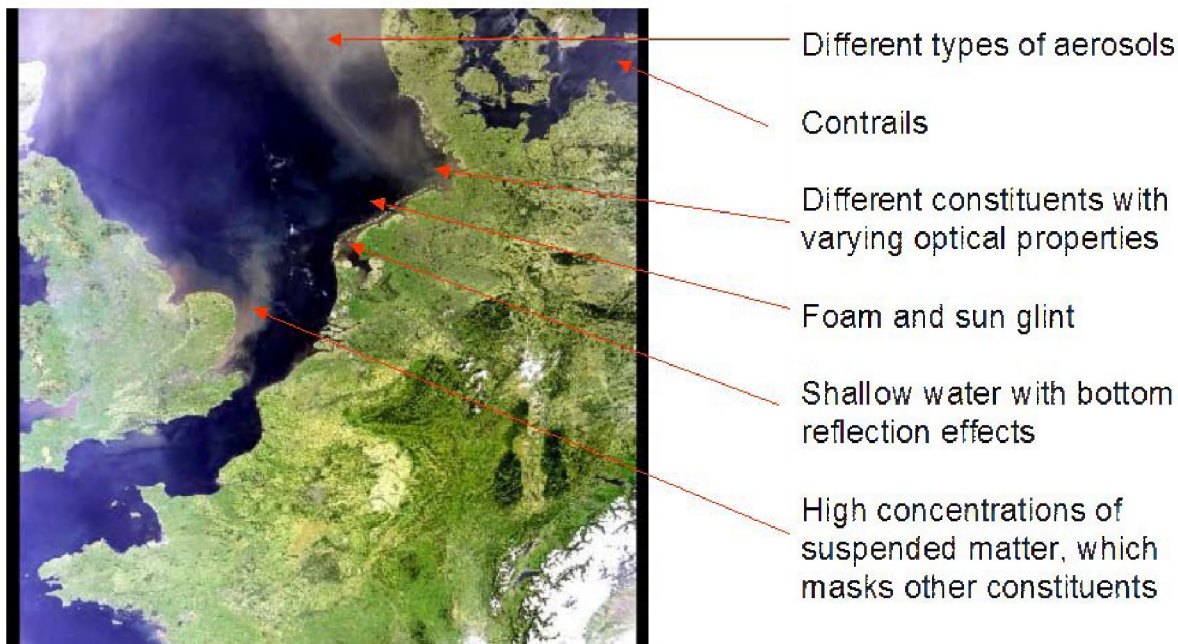 Different types of aerosols
Contrails
Different constituents with
varying optical properties
Foam and sun glint
Shallow water with bottom
reflection effects
High concentrations of
suspended matter, which
masks other constituents